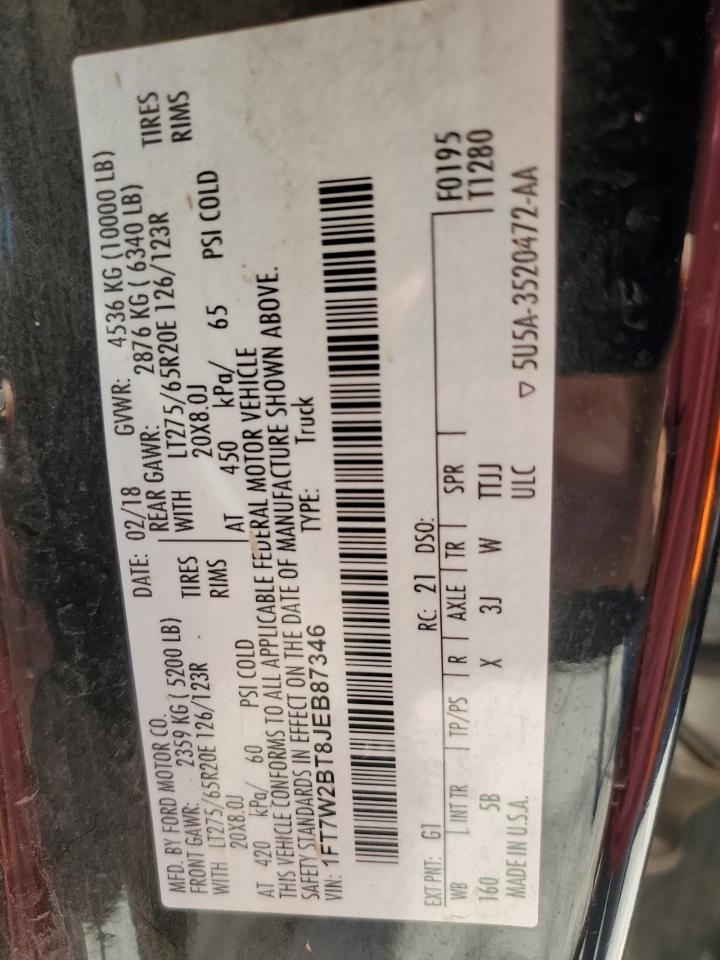 MFD. BY FORD MOTOR CO.
DATE: 02/18 GVWR: 4536 KG (10000 LB)
FRONT GAWR: 2359 KG ( 5200 LB) REAR GAWR: 2876 KG ( 6340 LB)
WITH LT275/65R20E 126/123R TIRES WITH LT275/65R20E 126/123R TIRES
20X8.0J RIMS 20X8.0J RIMS
AT 420 kPa/ 60 PSI COLD AT 450 kPa/ 65 PSI COLD
THIS VEHICLE CONFORMS TO ALL APPLICABLE FEDERAL MOTOR VEHICLE
SAFETY STANDARDS IN EFFECT ON THE DATE OF MANUFACTURE SHOWN ABOVE.
VIN: 1FT7W2BT8JEB87346 TYPE: Truck
F0195
T1280
EXT PNT: G1 RC: 21 DSO:
WB INT TR TP/PS R AXLE TR SPR
160 5B X 3J W TTJJ
MADE IN U.S.A. ULC ▽ 5U5A-3520472-AA